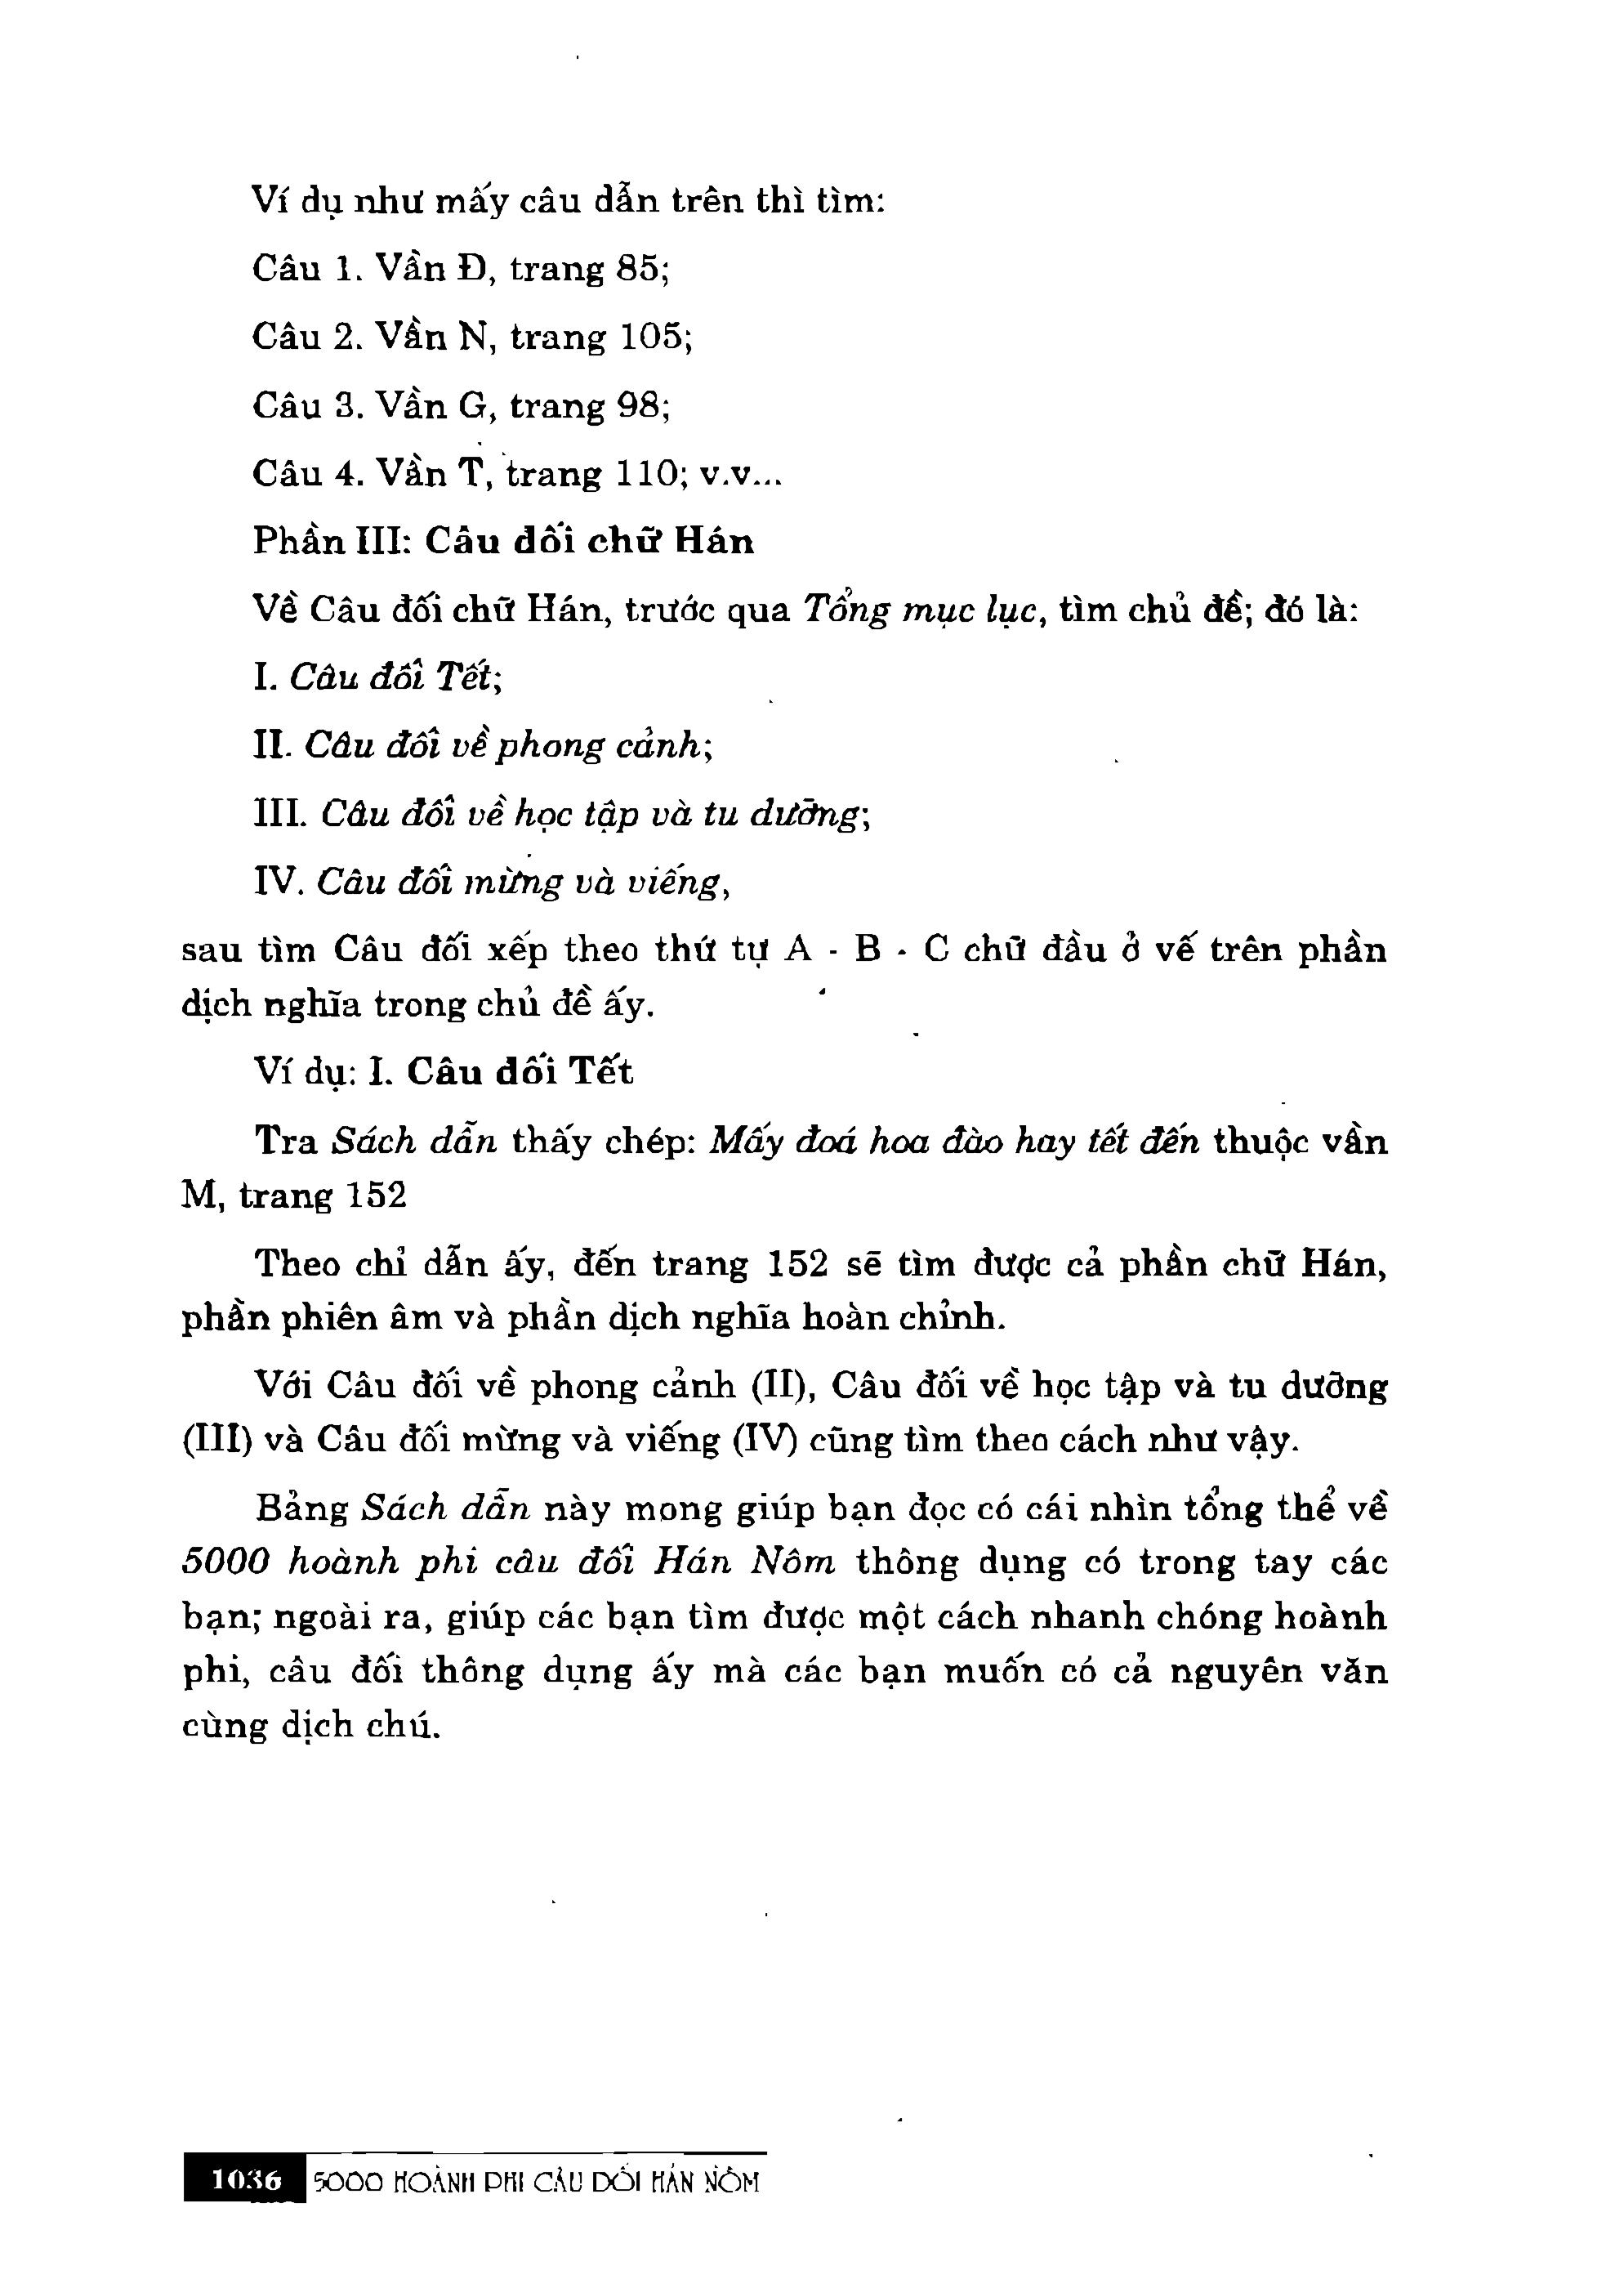 Ví dụ như mấy câu dẫn trên thì tìm:
Câu 1. Vần Đ, trang 85;
Câu 2. Vần N, trang 105;
Câu 3. Vần G, trang 98;
Câu 4. Vần T, trang 110; v.v...
Phần III: Câu đối chữ Hán
Về Câu đối chữ Hán, trước qua Tổng mục lục, tìm chủ đề; đó là:
I. Câu đối Tết;
II. Câu đối về phong cảnh;
III. Câu đối về học tập và tu dưỡng;
IV. Câu đối mừng và viếng,
sau tìm Câu đối xếp theo thứ tự A - B - C chữ đầu ở vế trên phần
dịch nghĩa trong chủ đề ấy.
Ví dụ: I. Câu đối Tết
Tra Sách dẫn thấy chép: Mấy đoá hoa đào hay tết đến thuộc vần
M, trang 152
Theo chỉ dẫn ấy, đến trang 152 sẽ tìm được cả phần chữ Hán,
phần phiên âm và phần dịch nghĩa hoàn chỉnh.
Với Câu đối về phong cảnh (II), Câu đối về học tập và tu dưỡng
(III) và Câu đối mừng và viếng (IV) cũng tìm theo cách như vậy.
Bảng Sách dẫn này mong giúp bạn đọc có cái nhìn tổng thể về
5000 hoành phi câu đối Hán Nôm thông dụng có trong tay các
bạn; ngoài ra, giúp các bạn tìm được một cách nhanh chóng hoành
phi, câu đối thông dụng ấy mà các bạn muốn có cả nguyên văn
cùng dịch chú.
1036 5000 HOÀNH PHI CÂU ĐỐI HÁN NÔM